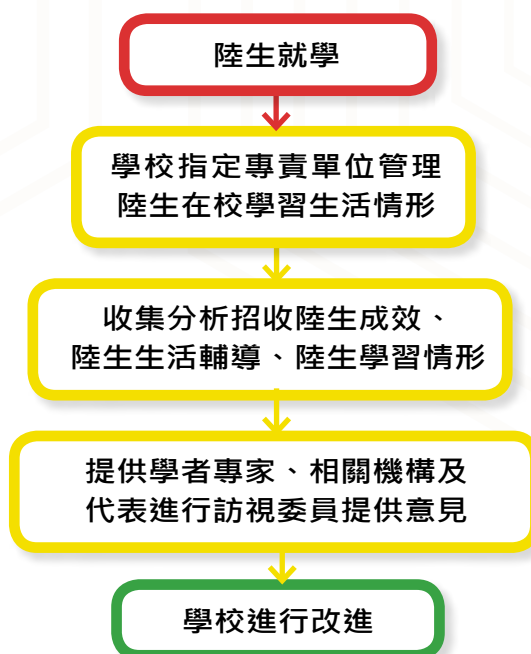 陸生就學
學校指定專責單位管理
陸生在校學習生活情形
收集分析招收陸生成效、
陸生生活輔導、陸生學習情形
提供學者專家、相關機構及
代表進行訪視委員提供意見
學校進行改進